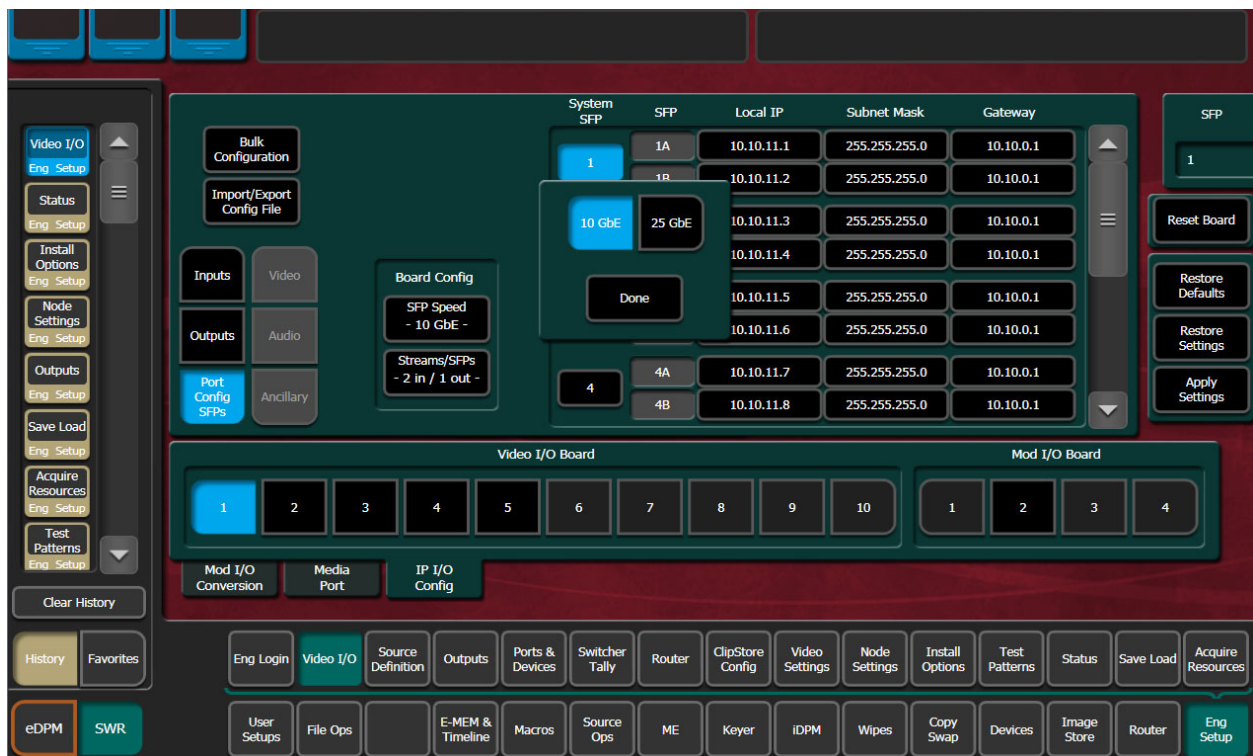 System
SFP
SFP
Local IP
Subnet Mask
Gateway
SFP
1
1A
10.10.11.1
255.255.255.0
10.10.0.1
1
1B
10.10.11.2
255.255.255.0
10.10.0.1
10 GbE
25 GbE
Done
10.10.11.3
255.255.255.0
10.10.0.1
10.10.11.4
255.255.255.0
10.10.0.1
10.10.11.5
255.255.255.0
10.10.0.1
10.10.11.6
255.255.255.0
10.10.0.1
4
4A
10.10.11.7
255.255.255.0
10.10.0.1
4B
10.10.11.8
255.255.255.0
10.10.0.1
Bulk
Configuration
Import/Export
Config File
Inputs
Video
Outputs
Audio
Port
Config
SFPs
Ancillary
Board Config
SFP Speed
- 10 GbE -
Streams/SFPs
- 2 in / 1 out -
Reset Board
Restore
Defaults
Restore
Settings
Apply
Settings
Video I/O
Eng Setup
Status
Eng Setup
Install
Options
Eng Setup
Node
Settings
Eng Setup
Outputs
Eng Setup
Save Load
Eng Setup
Acquire
Resources
Eng Setup
Test
Patterns
Eng Setup
Clear History
History
Favorites
eDPM
SWR
Video I/O Board
1 2 3 4 5 6 7 8 9 10
Mod I/O Board
1 2 3 4
Mod I/O
Conversion
Media
Port
IP I/O
Config
Eng Login
Video I/O
Source
Definition
Outputs
Ports &
Devices
Switcher
Tally
Router
ClipStore
Config
Video
Settings
Node
Settings
Install
Options
Test
Patterns
Status
Save Load
Acquire
Resources
User
Setups
File Ops
E-MEM &
Timeline
Macros
Source
Ops
ME
Keyer
iDPM
Wipes
Copy
Swap
Devices
Image
Store
Router
Eng
Setup